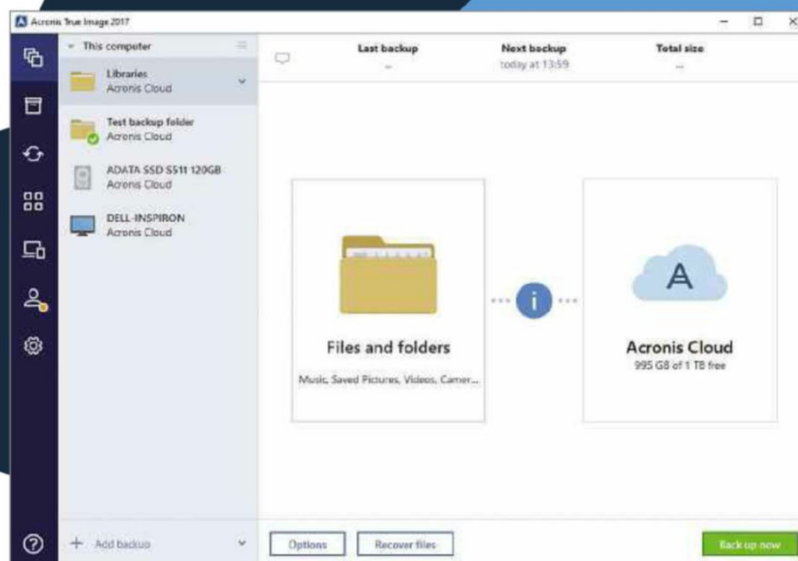 Acronis True Image 2017
This computer
Libraries
Acronis Cloud
Test backup folder
Acronis Cloud
ADATA SSD S511 120GB
Acronis Cloud
DELL-INSPIRON
Acronis Cloud
Add backup
Last backup
--
Next backup
today at 13:59
Total size
--
Files and folders
Music, Saved Pictures, Videos, Camer...
i
A
Acronis Cloud
995 GB of 1 TB free
Options
Recover files
Back up now